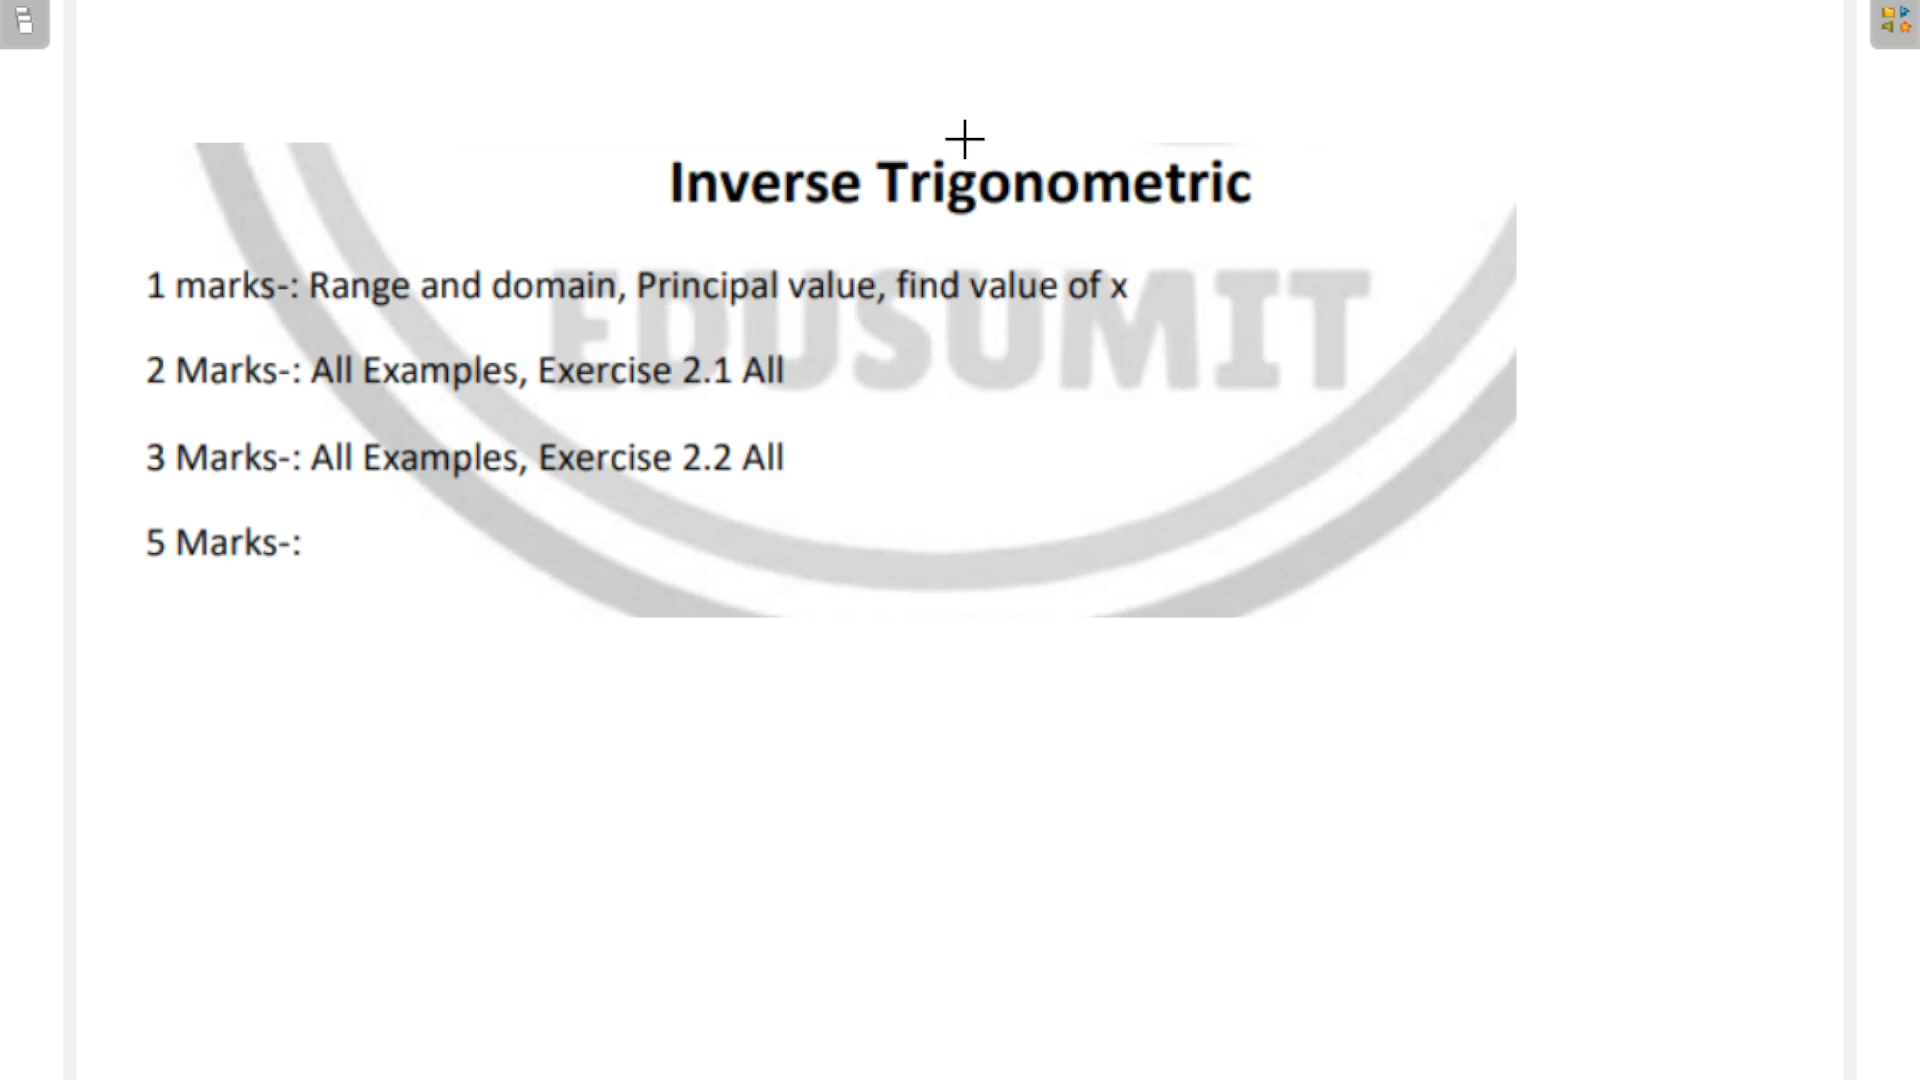 Inverse Trigonometric
EDUSUMIT
1 marks-: Range and domain, Principal value, find value of x
2 Marks-: All Examples, Exercise 2.1 All
3 Marks-: All Examples, Exercise 2.2 All
5 Marks-: